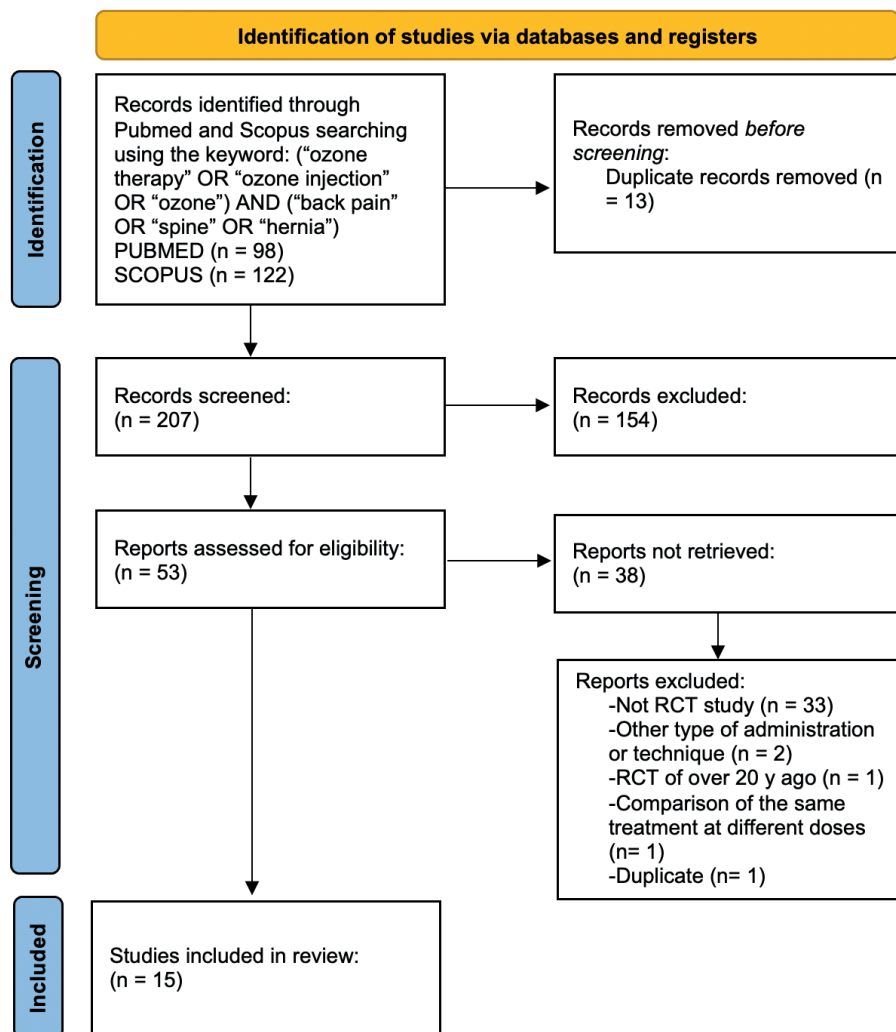 Identification of studies via databases and registers
Identification
Records identified through
Pubmed and Scopus searching
using the keyword: (“ozone
therapy” OR “ozone injection”
OR “ozone”) AND (“back pain”
OR “spine” OR “hernia”)
PUBMED (n = 98)
SCOPUS (n = 122)
Records removed before
screening:
Duplicate records removed (n
= 13)
Screening
Records screened:
(n = 207)
Records excluded:
(n = 154)
Reports assessed for eligibility:
(n = 53)
Reports not retrieved:
(n = 38)
Reports excluded:
-Not RCT study (n = 33)
-Other type of administration
or technique (n = 2)
-RCT of over 20 y ago (n = 1)
-Comparison of the same
treatment at different doses
(n= 1)
-Duplicate (n= 1)
Included
Studies included in review:
(n = 15)